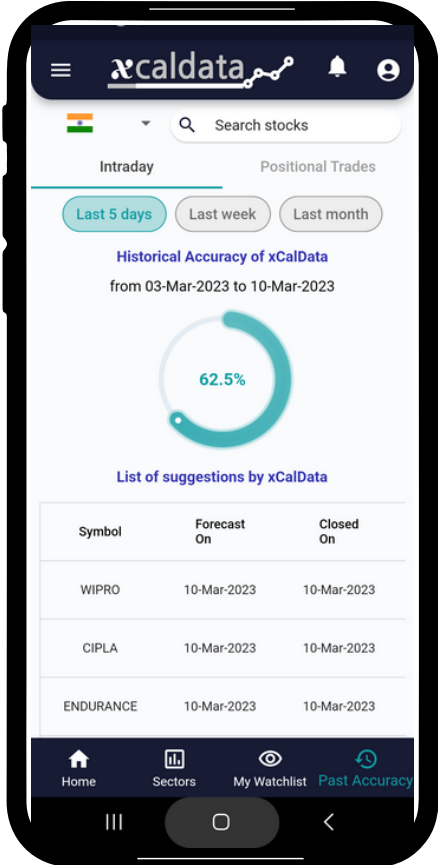 xcaldata
Search stocks
Intraday Positional Trades
Last 5 days Last week Last month
Historical Accuracy of xCalData
from 03-Mar-2023 to 10-Mar-2023
62.5%
List of suggestions by xCalData
Symbol Forecast On Closed On
WIPRO 10-Mar-2023 10-Mar-2023
CIPLA 10-Mar-2023 10-Mar-2023
ENDURANCE 10-Mar-2023 10-Mar-2023
Home Sectors My Watchlist Past Accuracy